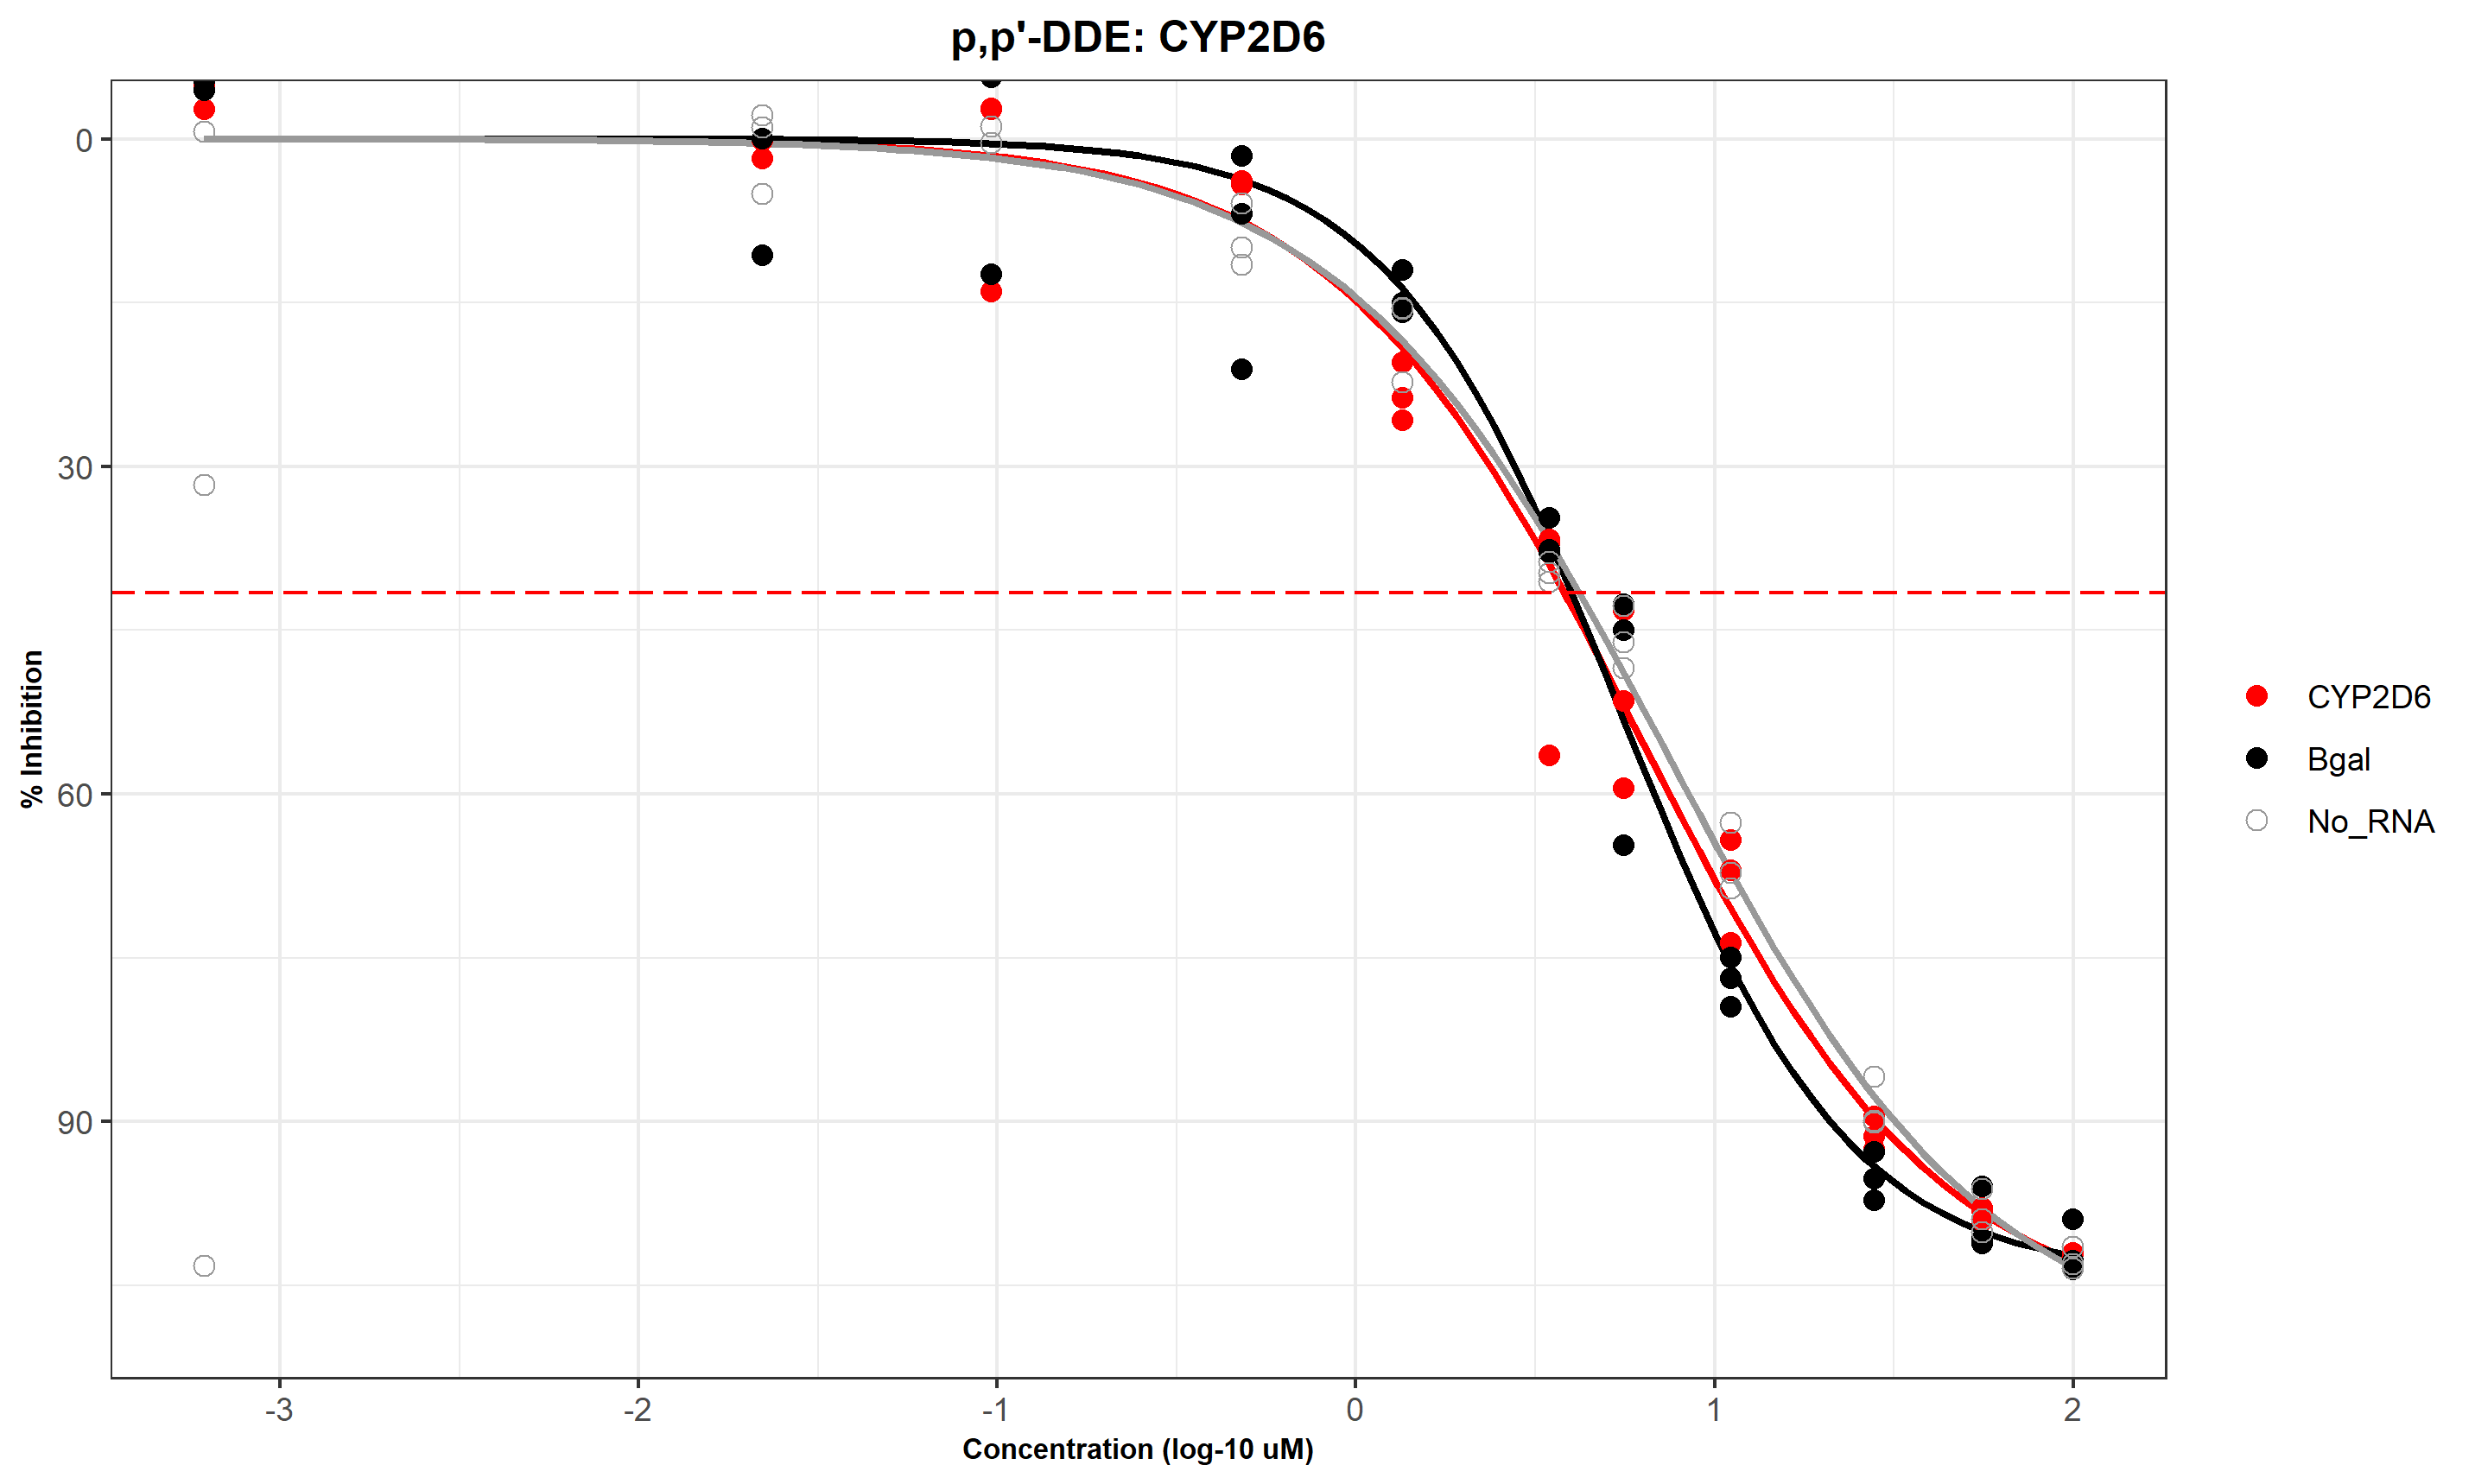 p,p'-DDE: CYP2D6
% Inhibition
0
30
60
90
-3
-2
-1
0
1
2
Concentration (log-10 uM)
CYP2D6
Bgal
No_RNA